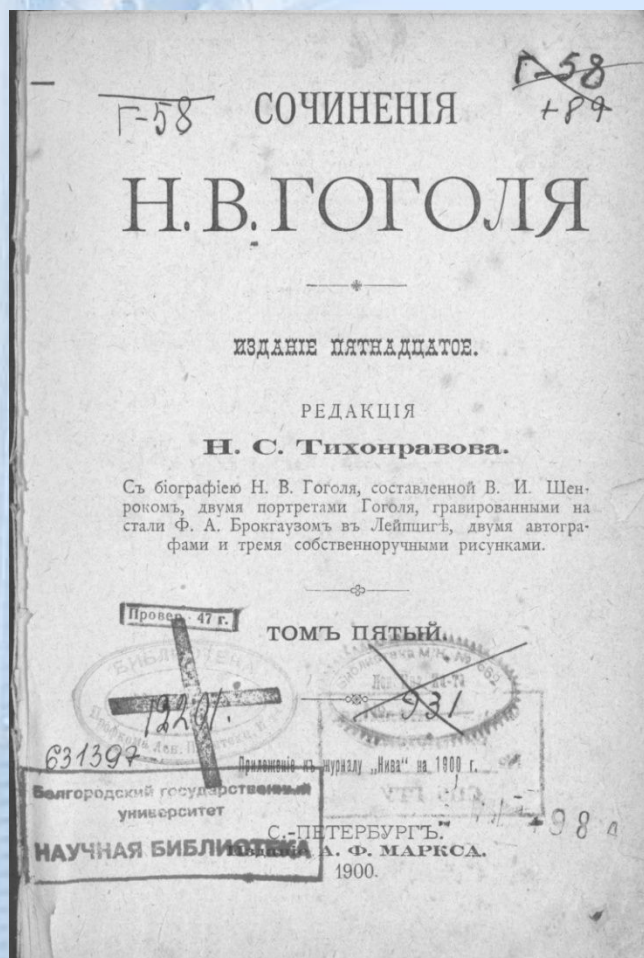 Г-58
Г-58
+89
СОЧИНЕНІЯ
Н. В. ГОГОЛЯ
ИЗДАНІЕ ПЯТНАДЦАТОЕ.
РЕДАКЦІЯ
Н. С. Тихонравова.
Съ біографіею Н. В. Гоголя, составленной В. И. Шен-
рокомъ, двумя портретами Гоголя, гравированными на
стали Ф. А. Брокгаузомъ въ Лейпцигѣ, двумя автогра-
фами и тремя собственноручными рисунками.
Провер. 47 г.
ТОМЪ ПЯТЫЙ.
БИБЛИОТЕКА
Библиотека
931
631397
Приложеніе къ журналу „Нива“ на 1900 г.
Белгородский государственный
университет
НАУЧНАЯ БИБЛИОТЕКА
С.-ПЕТЕРБУРГЪ.
Изданіе А. Ф. МАРКСА.
1900.